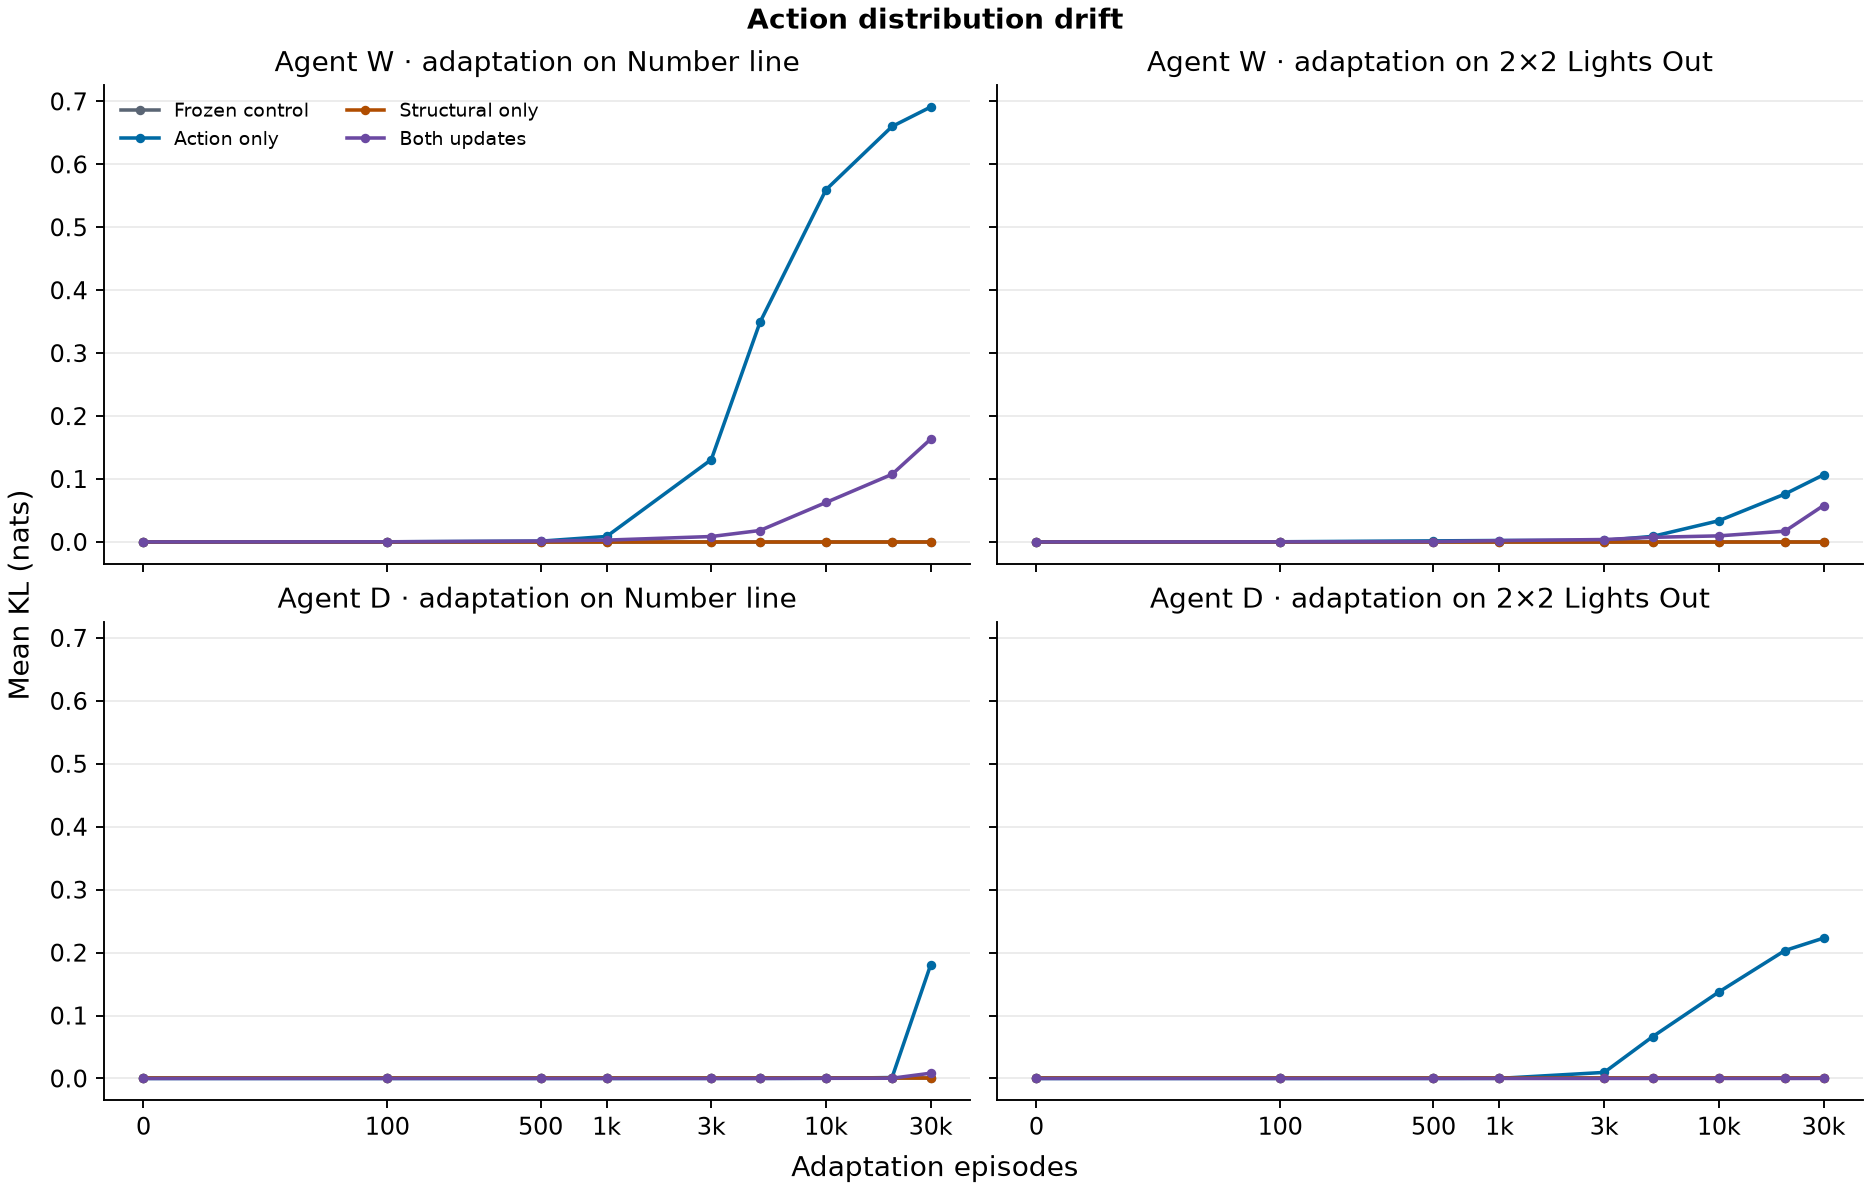 Action distribution drift
Agent W · adaptation on Number line
Agent W · adaptation on 2×2 Lights Out
Frozen control
Action only
Structural only
Both updates
0.7
0.6
0.5
0.4
0.3
0.2
0.1
0.0
Mean KL (nats)
Agent D · adaptation on Number line
Agent D · adaptation on 2×2 Lights Out
0.7
0.6
0.5
0.4
0.3
0.2
0.1
0.0
0 100 500 1k 3k 10k 30k
0 100 500 1k 3k 10k 30k
Adaptation episodes